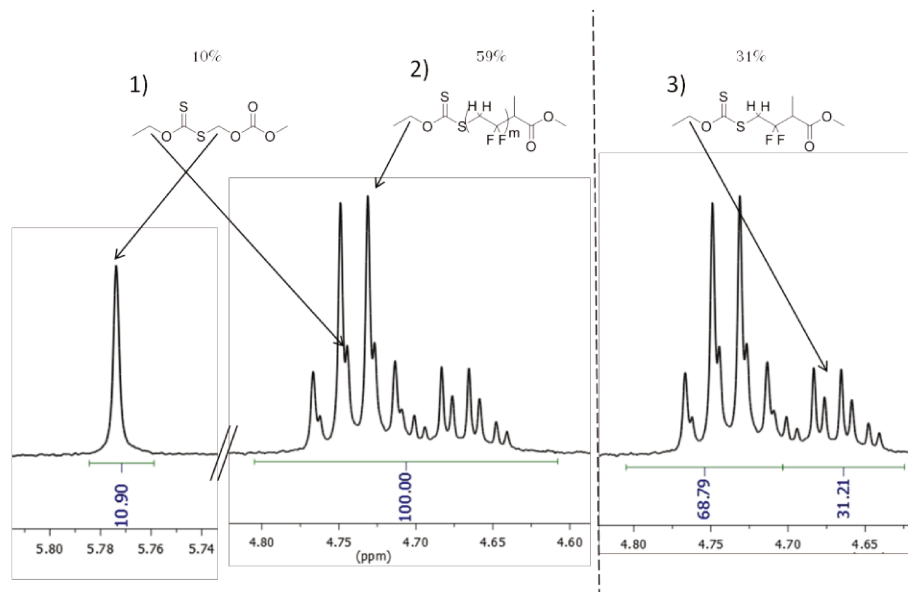 10%
59%
31%
1)
2)
3)
S
O
S
O
O
O
S
O
S
H H
F F
m
O
O
S
O
S
H H
F F
O
O
10.90
100.00
68.79
31.21
5.80 5.78 5.76 5.74
4.80 4.75 4.70 4.65 4.60
(ppm)
4.80 4.75 4.70 4.65